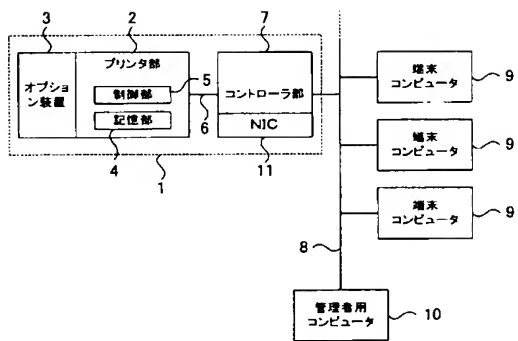 3
2
7
プリンタ部
オプション装置
制御部
5
記憶部
6
4
1
コントローラ部
NIC
11
端末
コンピュータ
9
端末
コンピュータ
9
端末
コンピュータ
9
8
管理者用
コンピュータ
10